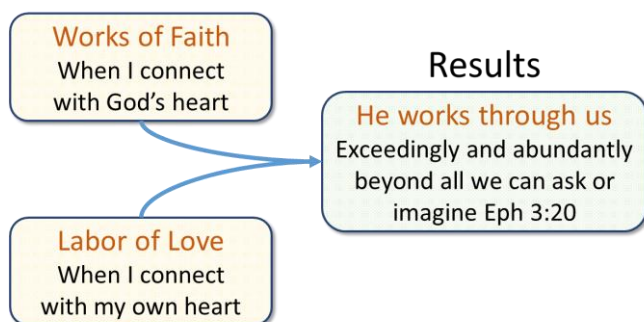 Works of Faith
When I connect
with God's heart
Results
He works through us
Exceedingly and abundantly
beyond all we can ask or
imagine Eph 3:20
Labor of Love
When I connect
with my own heart